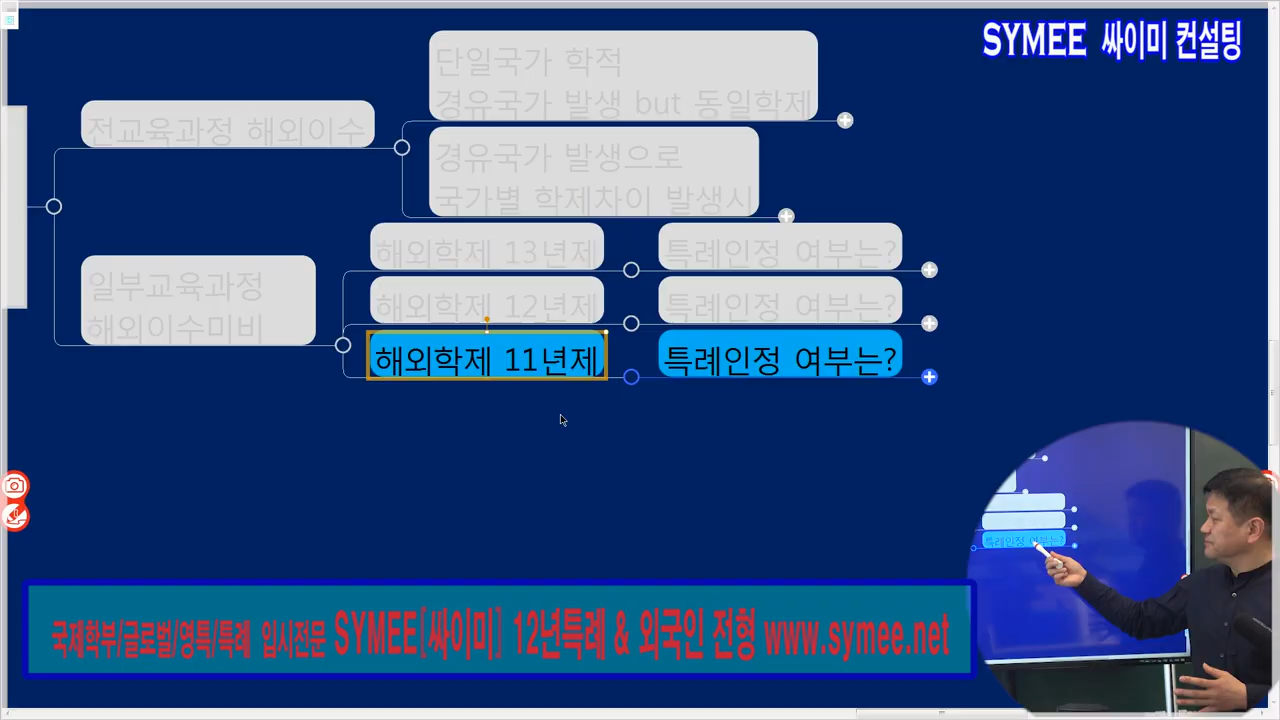 SYMEE 싸이미 컨설팅
단일국가 학적
경유국가 발생 but 동일학제
전교육과정 해외이수
경유국가 발생으로
국가별 학제차이 발생시
해외학제 13년제
특례인정 여부는?
일부교육과정
해외이수미비
해외학제 12년제
특례인정 여부는?
해외학제 11년제
특례인정 여부는?
특례인정 여부는?
국제학부/글로벌/영특/특례 입시전문 SYMEE[싸이미] 12년특례 & 외국인 전형 www.symee.net